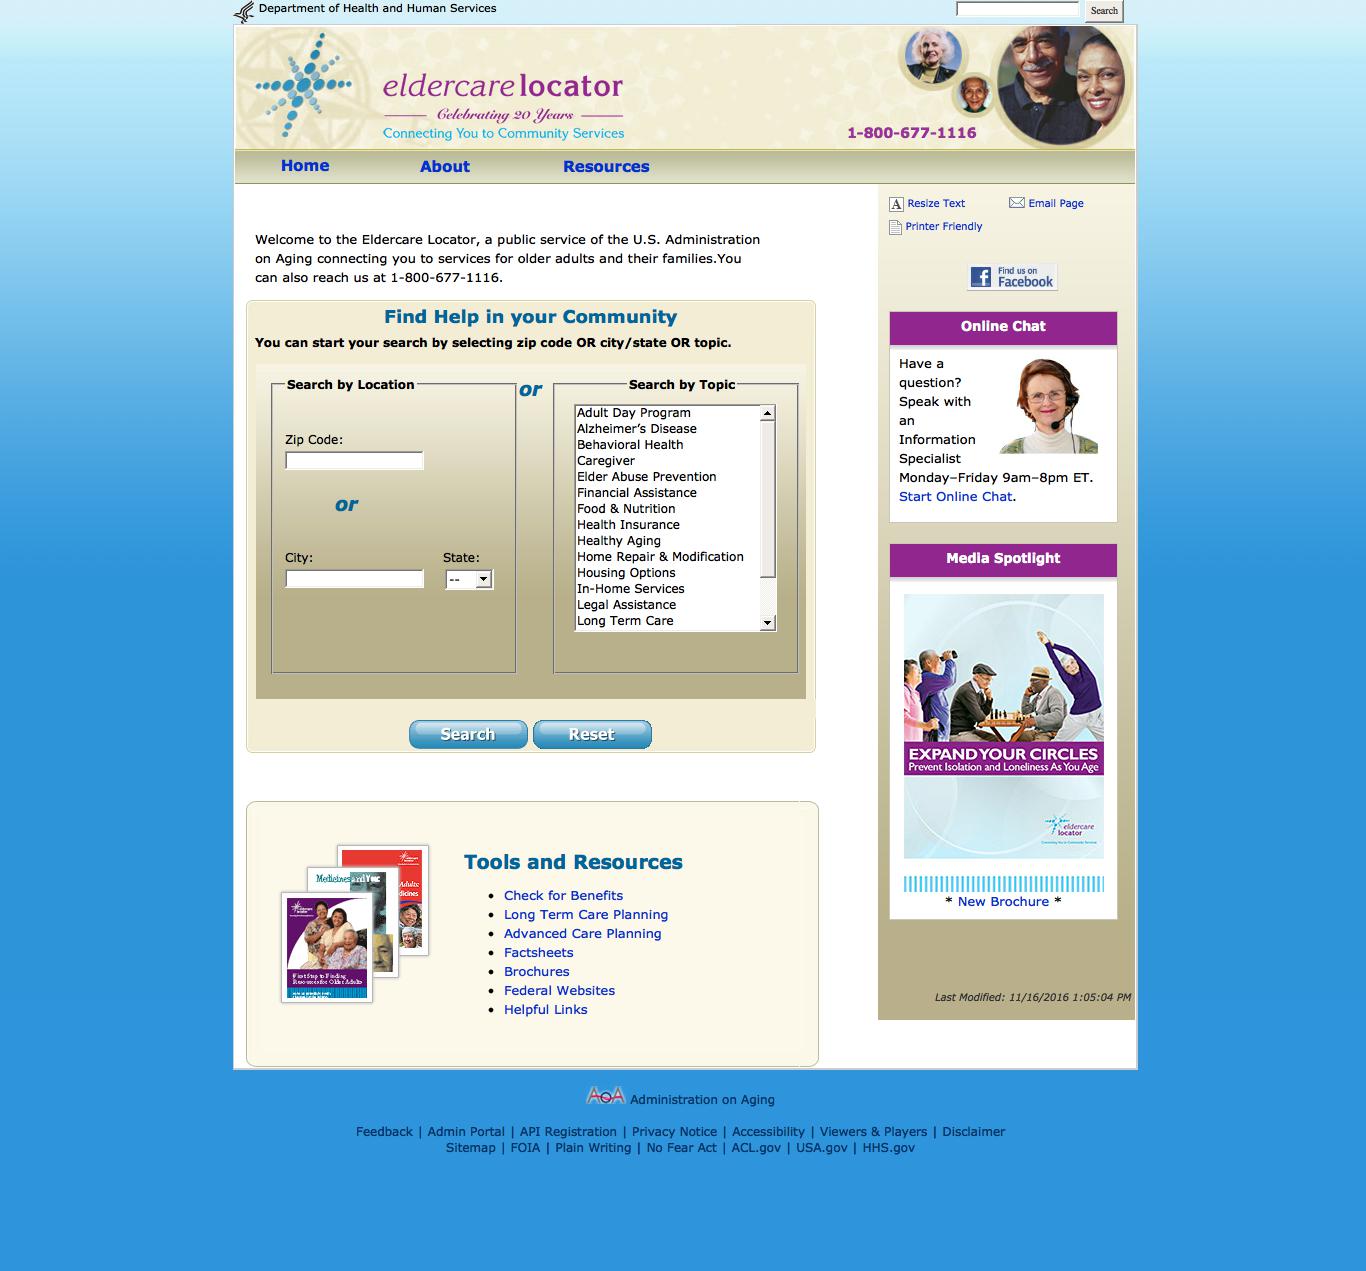 Department of Health and Human Services
Search
eldercare locator
Celebrating 20 Years
Connecting You to Community Services
1-800-677-1116
Home
About
Resources
Resize Text
Email Page
Printer Friendly
Find us on
Facebook
Welcome to the Eldercare Locator, a public service of the U.S. Administration
on Aging connecting you to services for older adults and their families.You
can also reach us at 1-800-677-1116.
Find Help in your Community
You can start your search by selecting zip code OR city/state OR topic.
Search by Location
Zip Code:
or
City:
State:
--
or
Search by Topic
Adult Day Program
Alzheimer's Disease
Behavioral Health
Caregiver
Elder Abuse Prevention
Financial Assistance
Food & Nutrition
Health Insurance
Healthy Aging
Home Repair & Modification
Housing Options
In-Home Services
Legal Assistance
Long Term Care
Search
Reset
Online Chat
Have a
question?
Speak with
an
Information
Specialist
Monday–Friday 9am–8pm ET.
Start Online Chat.
Media Spotlight
EXPAND YOUR CIRCLES
Prevent Isolation and Loneliness As You Age
eldercare
locator
Connecting You to Community Services
* New Brochure *
Last Modified: 11/16/2016 1:05:04 PM
Medicines and You:
Adults:
First Step to Finding
Resources for Older Adults
Tools and Resources
Check for Benefits
Long Term Care Planning
Advanced Care Planning
Factsheets
Brochures
Federal Websites
Helpful Links
AoA Administration on Aging
Feedback | Admin Portal | API Registration | Privacy Notice | Accessibility | Viewers & Players | Disclaimer
Sitemap | FOIA | Plain Writing | No Fear Act | ACL.gov | USA.gov | HHS.gov